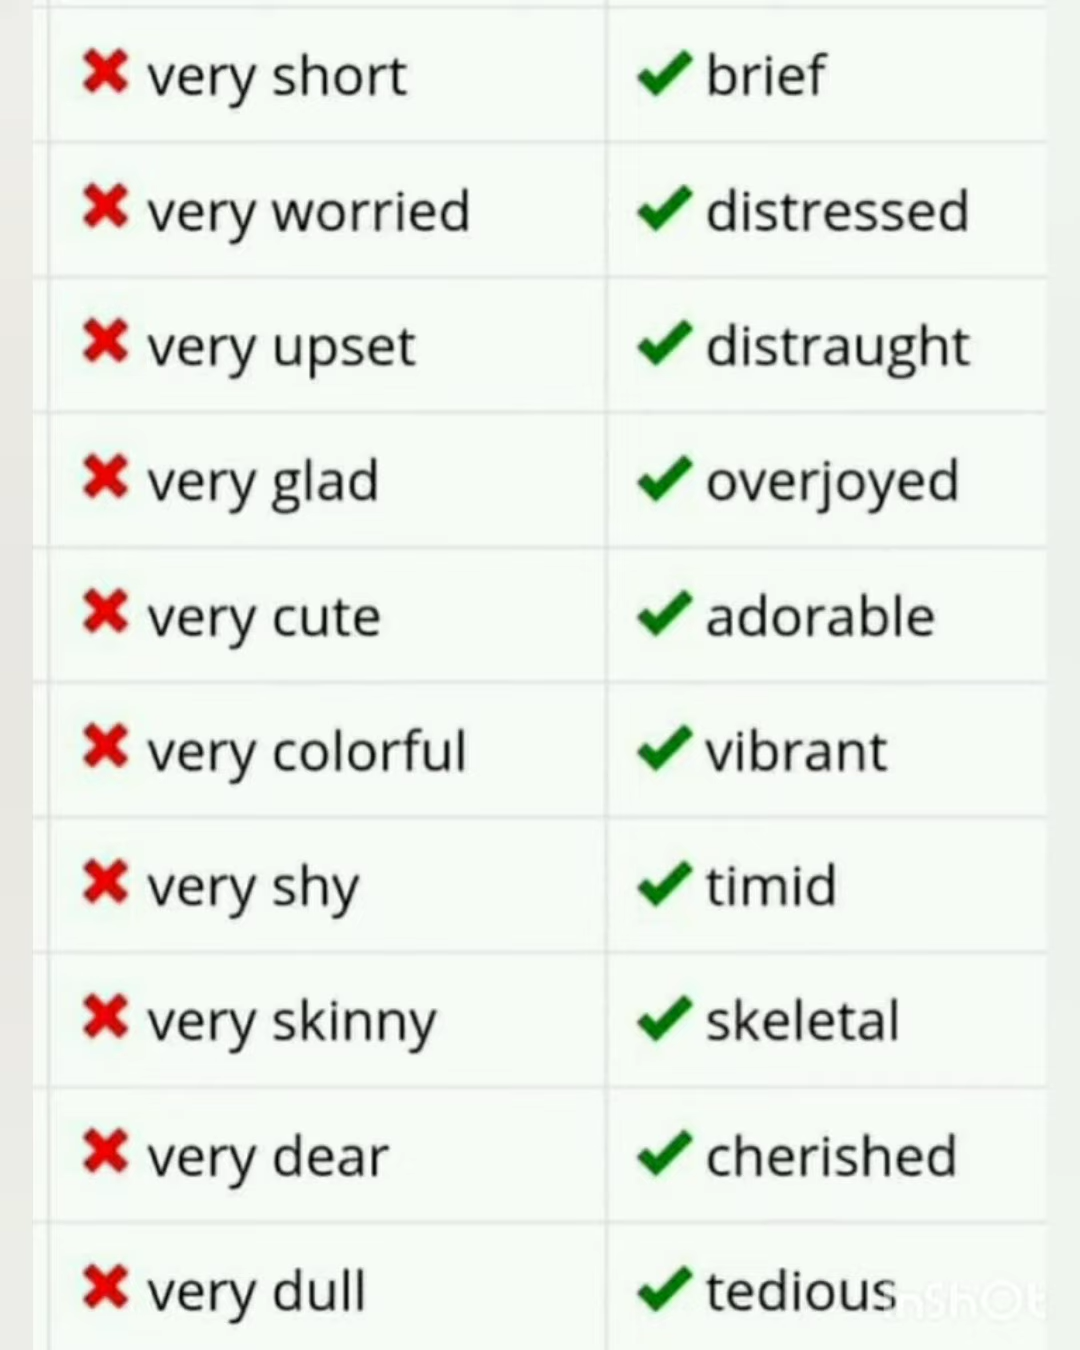 ❌ very short ✔ brief
❌ very worried ✔ distressed
❌ very upset ✔ distraught
❌ very glad ✔ overjoyed
❌ very cute ✔ adorable
❌ very colorful ✔ vibrant
❌ very shy ✔ timid
❌ very skinny ✔ skeletal
❌ very dear ✔ cherished
❌ very dull ✔ tedious
InShOt